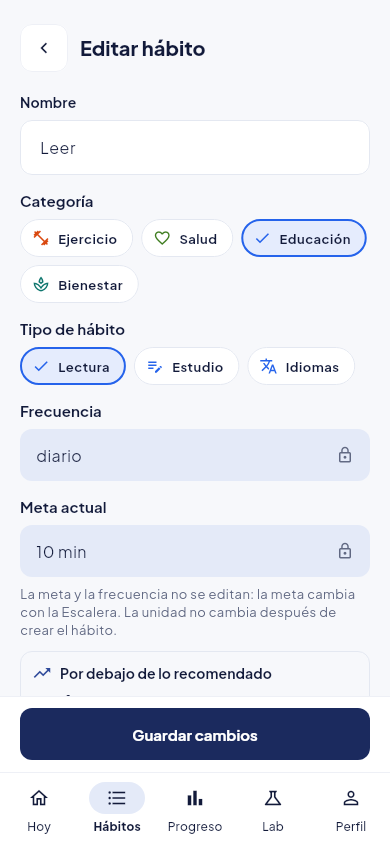 Editar hábito
Nombre
Leer
Categoría
Ejercicio
Salud
Educación
Bienestar
Tipo de hábito
Lectura
Estudio
Idiomas
Frecuencia
diario
Meta actual
10 min
La meta y la frecuencia no se editan: la meta cambia
con la Escalera. La unidad no cambia después de
crear el hábito.
Por debajo de lo recomendado
Guardar cambios
Hoy
Hábitos
Progreso
Lab
Perfil